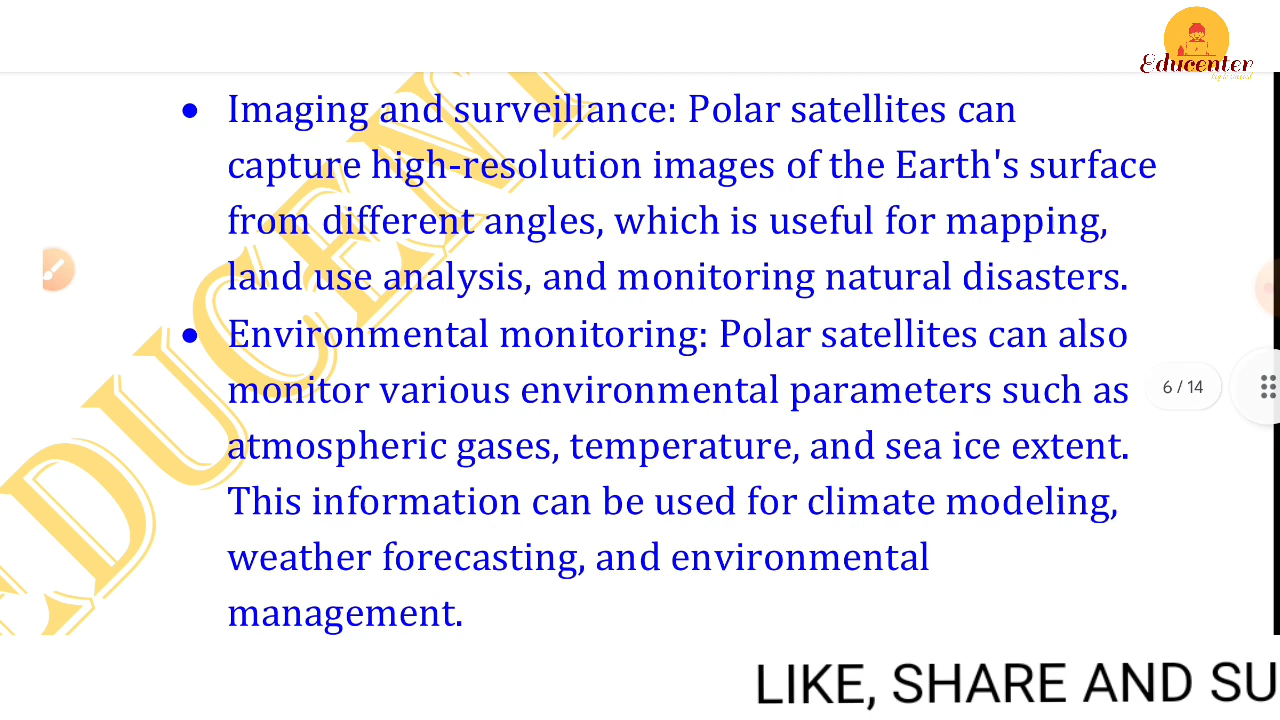 Educenter
• Imaging and surveillance: Polar satellites can
capture high-resolution images of the Earth's surface
from different angles, which is useful for mapping,
land use analysis, and monitoring natural disasters.
• Environmental monitoring: Polar satellites can also
monitor various environmental parameters such as
6 / 14
atmospheric gases, temperature, and sea ice extent.
This information can be used for climate modeling,
weather forecasting, and environmental
management.
EDUCENT
LIKE, SHARE AND SU